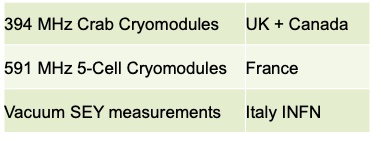 394 MHz Crab Cryomodules UK + Canada
591 MHz 5-Cell Cryomodules France
Vacuum SEY measurements Italy INFN